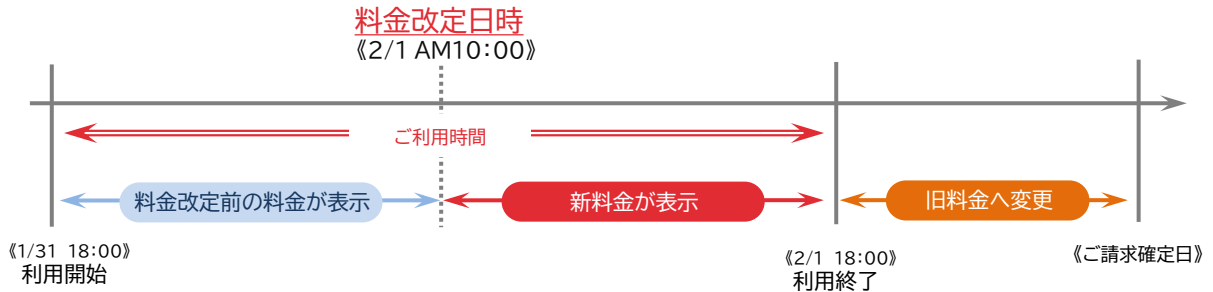 料金改定日時
《2/1 AM10：00》
ご利用時間
料金改定前の料金が表示
新料金が表示
旧料金へ変更
《1/31 18:00》
利用開始
《2/1 18:00》
利用終了
《ご請求確定日》